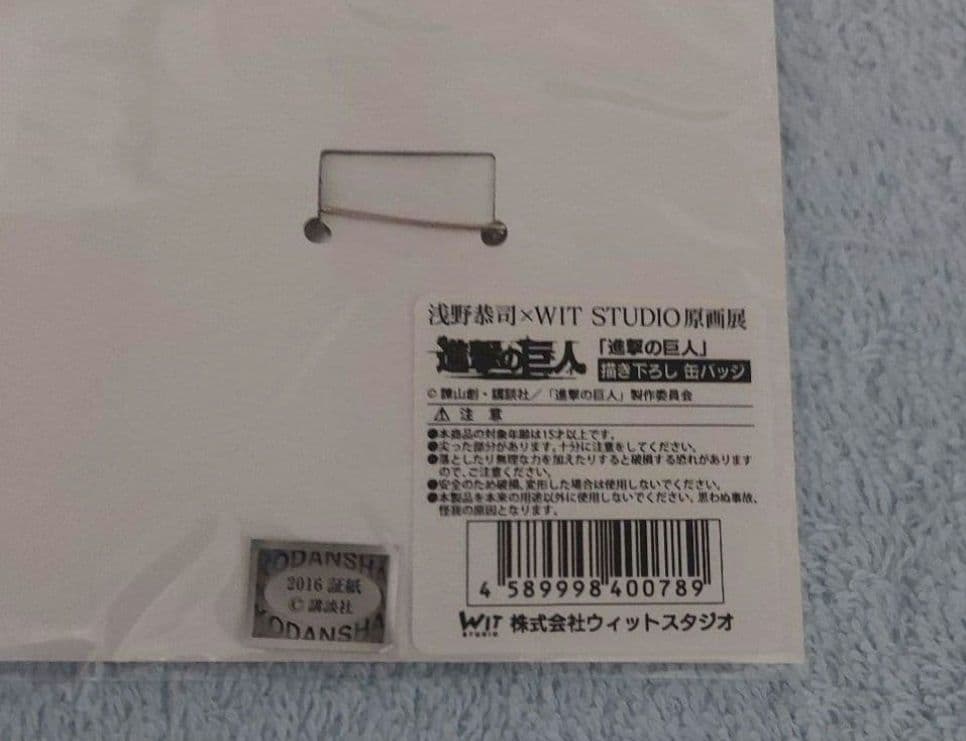 浅野恭司×WIT STUDIO原画展
進撃の巨人
「進撃の巨人」
描き下ろし 缶バッジ
© 諫山創・講談社／「進撃の巨人」製作委員会
⚠ 注 意
●本商品の対象年齢は15才以上です。
●尖った部分があります。十分に注意をしてください。
●落としたり無理な力を加えたりすると破損する恐れがあります
ので、ご注意ください。
●安全のため破損、変形した場合は使用しないでください。
●本製品を本来の用途以外に使用しないでください。思わぬ事故、
怪我の原因となります。
4 589998 400789
WIT STUDIO 株式会社ウィットスタジオ
KODANSHA
2016 証紙
© 講談社
KODANSHA